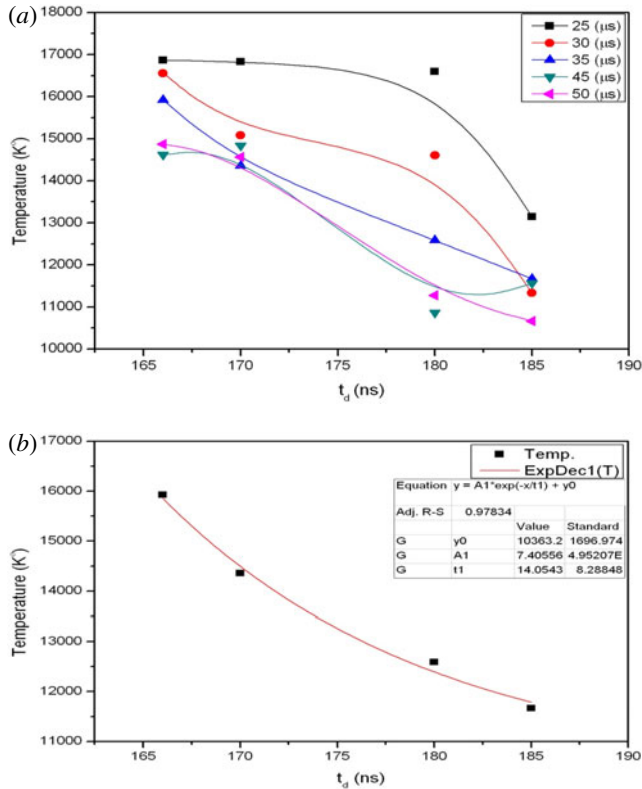 (a)
17000
16000
15000
14000
13000
12000
11000
10000
Temperature (K˚)
25 (μs)
30 (μs)
35 (μs)
45 (μs)
50 (μs)
165 170 175 180 185 190
t_d (ns)
(b)
17000
16000
15000
14000
13000
12000
11000
Temperature (K˚)
Temp.
ExpDec1(T)
Equation y = A1*exp(-x/t1) + y0
Adj. R-S 0.97834
Value Standard
G y0 10363.2 1696.974
G A1 7.40556 4.95207E
G t1 14.0543 8.28848
165 170 175 180 185 190
t_d (ns)